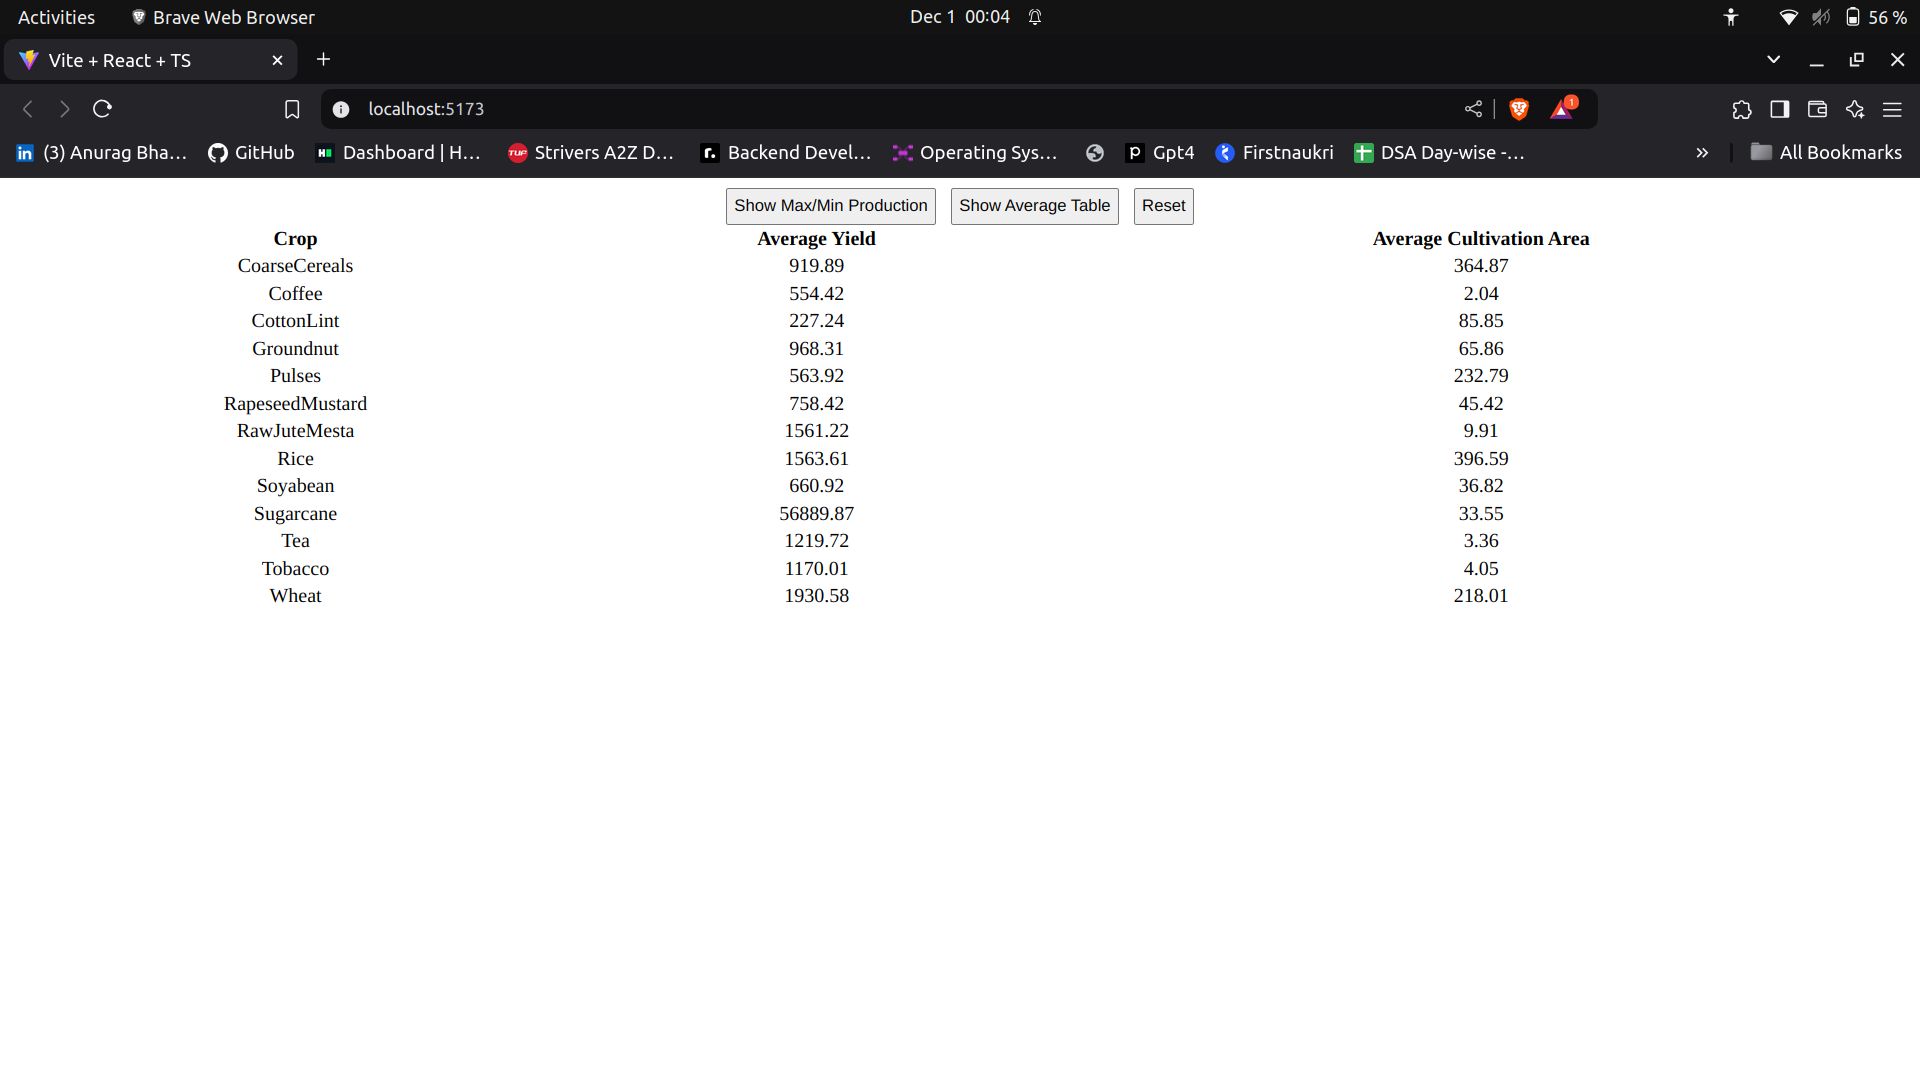 Activities Brave Web Browser Dec 1 00:04 56 %
Vite + React + TS
localhost:5173 1
in (3) Anurag Bha... GitHub H Dashboard | H... TUF Strivers A2Z D... r. Backend Devel... Operating Sys... p Gpt4 Firstnaukri DSA Day-wise -... » All Bookmarks
Show Max/Min Production Show Average Table Reset
Crop Average Yield Average Cultivation Area
CoarseCereals 919.89 364.87
Coffee 554.42 2.04
CottonLint 227.24 85.85
Groundnut 968.31 65.86
Pulses 563.92 232.79
RapeseedMustard 758.42 45.42
RawJuteMesta 1561.22 9.91
Rice 1563.61 396.59
Soyabean 660.92 36.82
Sugarcane 56889.87 33.55
Tea 1219.72 3.36
Tobacco 1170.01 4.05
Wheat 1930.58 218.01